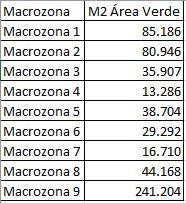 Macrozona M2 Área Verde
Macrozona 1 85.186
Macrozona 2 80.946
Macrozona 3 35.907
Macrozona 4 13.286
Macrozona 5 38.704
Macrozona 6 29.292
Macrozona 7 16.710
Macrozona 8 44.168
Macrozona 9 241.204